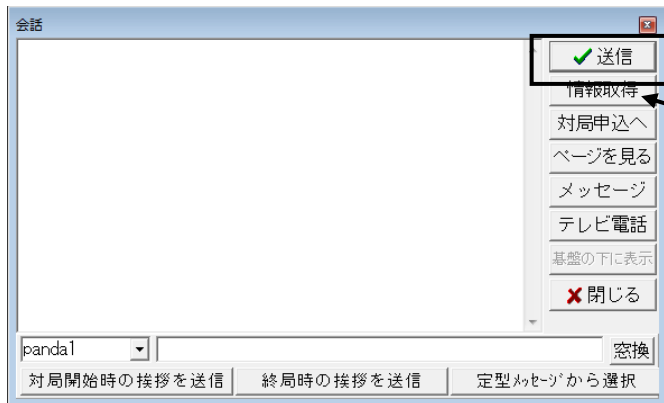 会話
送信
情報取得
対局申込へ
ページを見る
メッセージ
テレビ電話
碁盤の下に表示
閉じる
panda1
窓換
対局開始時の挨拶を送信
終局時の挨拶を送信
定型ﾒｯｾｰｼﾞから選択